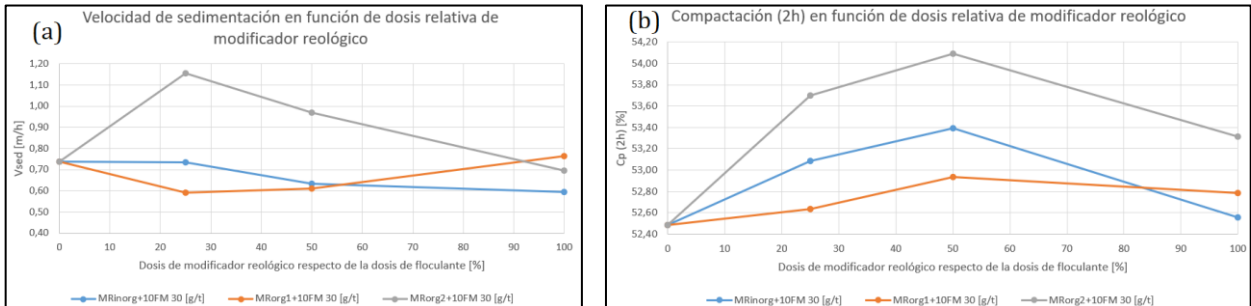 (a)
Velocidad de sedimentación en función de dosis relativa de
modificador reológico
1,20
1,10
1,00
0,90
0,80
0,70
0,60
0,50
0,40
Vsed [m/h]
0 10 20 30 40 50 60 70 80 90 100
Dosis de modificador reológico respecto de la dosis de floculante [%]
MRinorg+10FM 30 [g/t] MRorg1+10FM 30 [g/t] MRorg2+10FM 30 [g/t]
(b)
Compactación (2h) en función de dosis relativa de modificador reológico
54,20
54,00
53,80
53,60
53,40
53,20
53,00
52,80
52,60
52,40
Cp (2h) [%]
0 10 20 30 40 50 60 70 80 90 100
Dosis de modificador reológico respecto de la dosis de floculante [%]
MRinorg+10FM 30 [g/t] MRorg1+10FM 30 [g/t] MRorg2+10FM 30 [g/t]